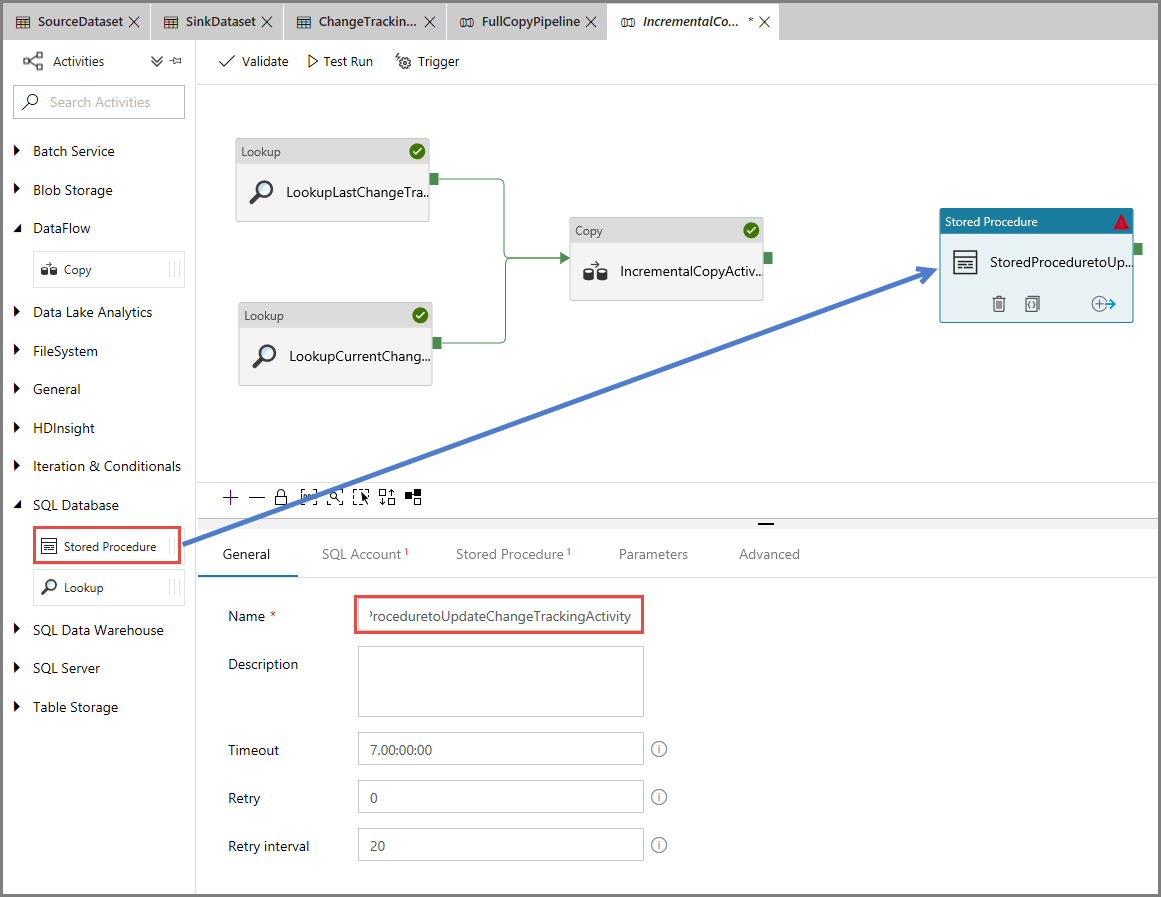 SourceDataset
SinkDataset
ChangeTrackin...
FullCopyPipeline
IncrementalCo... *
Activities
Validate
Test Run
Trigger
Search Activities
Batch Service
Blob Storage
DataFlow
Copy
Data Lake Analytics
FileSystem
General
HDInsight
Iteration & Conditionals
SQL Database
Stored Procedure
Lookup
SQL Data Warehouse
SQL Server
Table Storage
Lookup
LookupLastChangeTra..
Lookup
LookupCurrentChang...
Copy
IncrementalCopyActiv..
Stored Procedure
StoredProceduretoUp...
General
SQL Account 1
Stored Procedure 1
Parameters
Advanced
Name *
ProceduretoUpdateChangeTrackingActivity
Description
Timeout
7.00:00:00
Retry
0
Retry interval
20